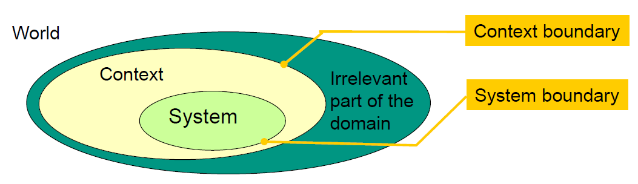 World
Context boundary
Context
Irrelevant
part of the
domain
System boundary
System